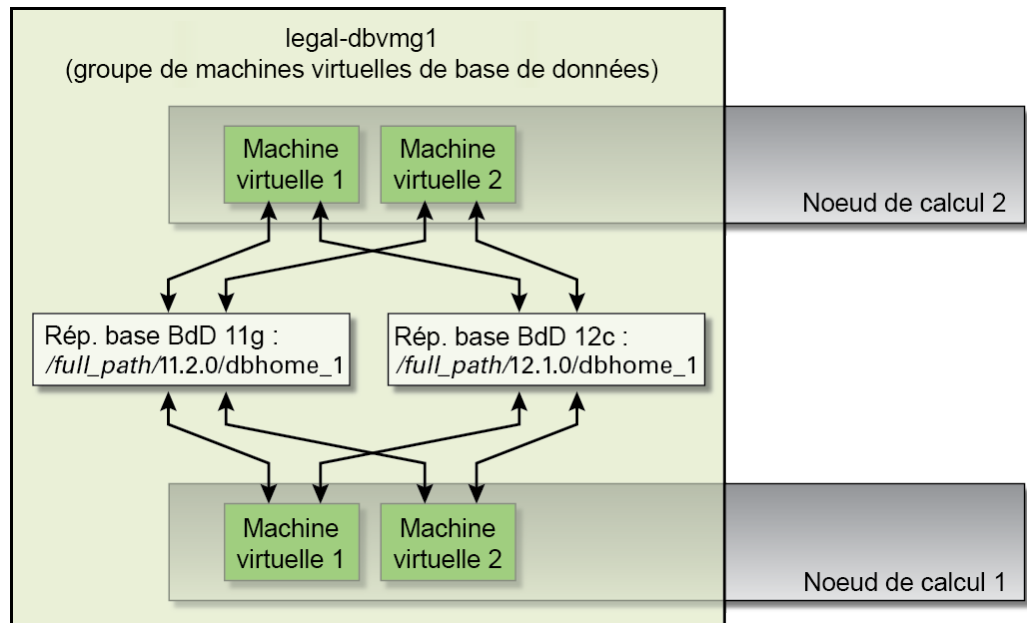 legal-dbvmg1
(groupe de machines virtuelles de base de données)
Machine
virtuelle 1
Machine
virtuelle 2
Noeud de calcul 2
Rép. base BdD 11g :
/full_path/11.2.0/dbhome_1
Rép. base BdD 12c :
/full_path/12.1.0/dbhome_1
Machine
virtuelle 1
Machine
virtuelle 2
Noeud de calcul 1